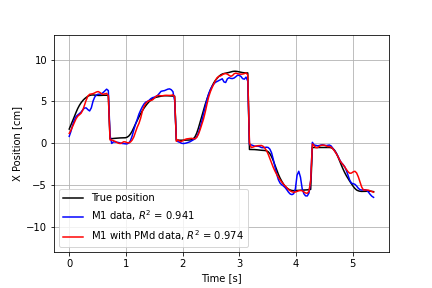 10
5
0
−5
−10
X Position [cm]
True position
M1 data, R² = 0.941
M1 with PMd data, R² = 0.974
0 1 2 3 4 5
Time [s]